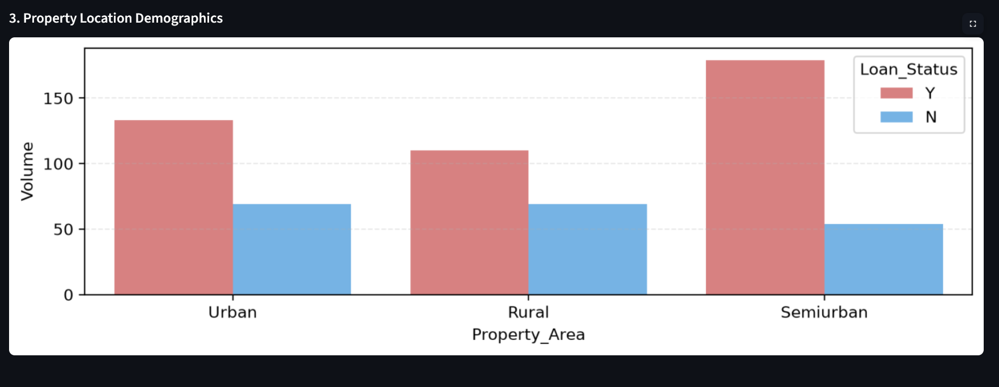 3. Property Location Demographics
Loan_Status
Y
N
150
100
50
0
Volume
Urban
Rural
Semiurban
Property_Area